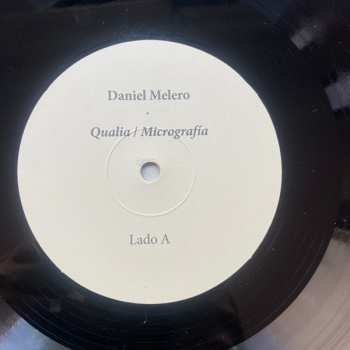 Daniel Melero
·
Qualia / Micrografía
Lado A